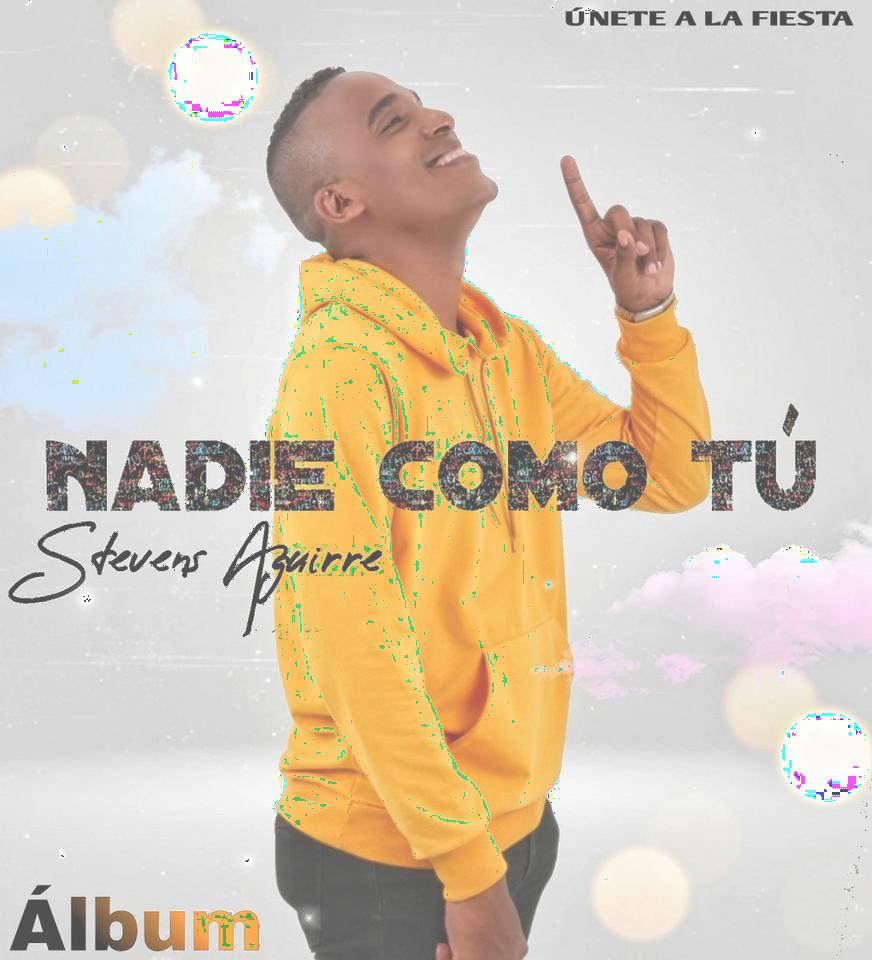 ÚNETE A LA FIESTA
NADIE COMO TÚ
Stevens Aguirre
Álbum